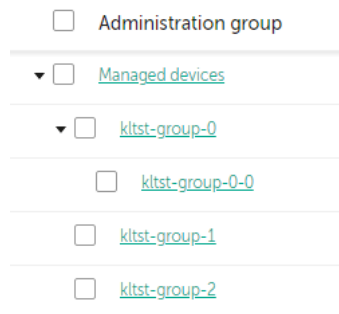 Administration group
Managed devices
kltst-group-0
kltst-group-0-0
kltst-group-1
kltst-group-2